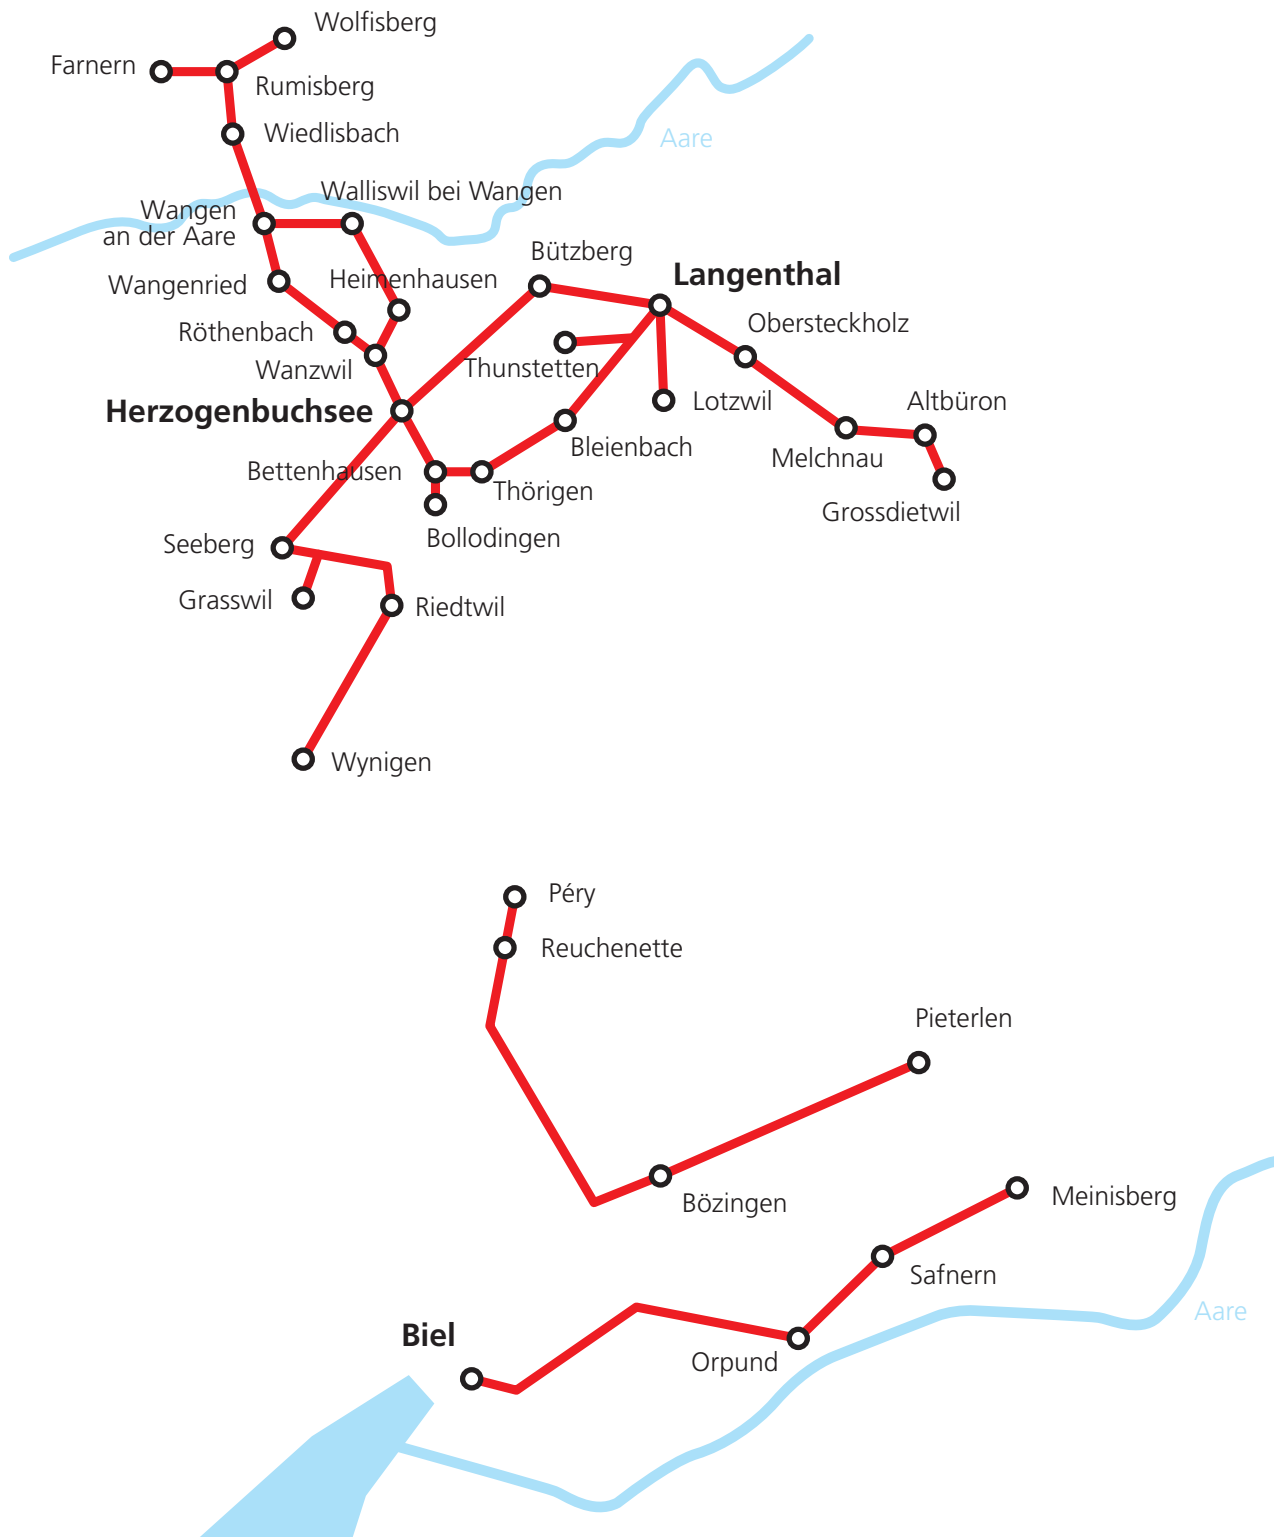 Wolfisberg
Farnern
Rumisberg
Wiedlisbach
Aare
Walliswil bei Wangen
Wangen
an der Aare
Bützberg
Langenthal
Heimenhausen
Wangenried
Obersteckholz
Röthenbach
Thunstetten
Wanzwil
Herzogenbuchsee
Lotzwil
Altbüron
Bleienbach
Melchnau
Bettenhausen
Thörigen
Grossdietwil
Bollodingen
Seeberg
Grasswil
Riedtwil
Wynigen
Péry
Reuchenette
Pieterlen
Bözingen
Meinisberg
Safnern
Aare
Biel
Orpund